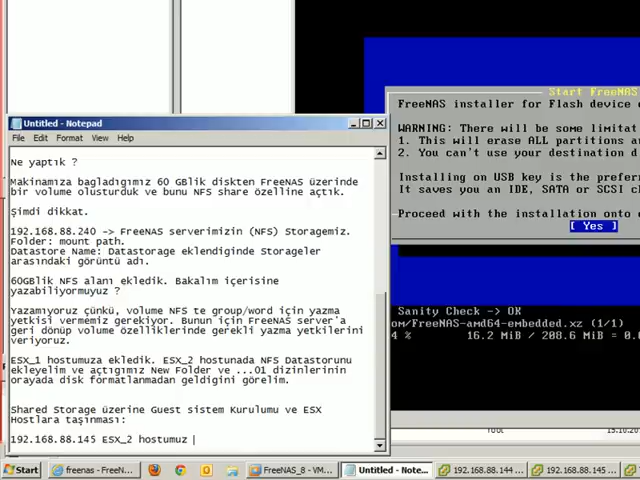 Start FreeNAS
FreeNAS installer for Flash device
WARNING: There will be some limitat
1. This will erase ALL partitions a
2. You can't use your destination d
Installing on USB key is the prefer
It saves you an IDE, SATA or SCSI c
Proceed with the installation onto
[ Yes ]
Sanity Check -> OK
om/FreeNAS-amd64-embedded.xz (1/1)
4 % 16.2 MiB / 208.6 MiB = 0.0
Untitled - Notepad
File Edit Format View Help
Ne yaptık ?
Makinamıza bagladıgımız 60 GBlik diskten FreeNAS üzerinde
bir volume olusturduk ve bunu NFS share özelline açtık.
Şimdi dikkat.
192.168.88.240 -> FreeNAS serverimizin (NFS) Storagemiz.
Folder: mount path.
Datastore Name: Datastorage eklendiginde Storageler
arasındaki görüntü adı.
60GBlik NFS alanı ekledik. Bakalım içerisine
yazabiliyormuyuz ?
Yazamıyoruz çünkü, volume NFS te group/word için yazma
yetkisi vermemiz gerekiyor. Bunun için FreeNAS server'a
geri dönüp volume özelliklerinde gerekli yazma yetkilerini
veriyoruz.
ESX_1 hostumuza ekledik. ESX_2 hostunada NFS Datastorunu
ekleyelim ve açtıgımız New Folder ve ...01 dizinlerinin
orayada disk formatlanmadan geldigini görelim.
Shared Storage üzerine Guest sistem Kurulumu ve ESX
Hostlara taşınması:
192.168.88.145 ESX_2 hostumuz
Start
freenas - FreeN...
FreeNAS_8 - VM...
Untitled - Note...
192.168.88.144 ...
192.168.88.145 ...